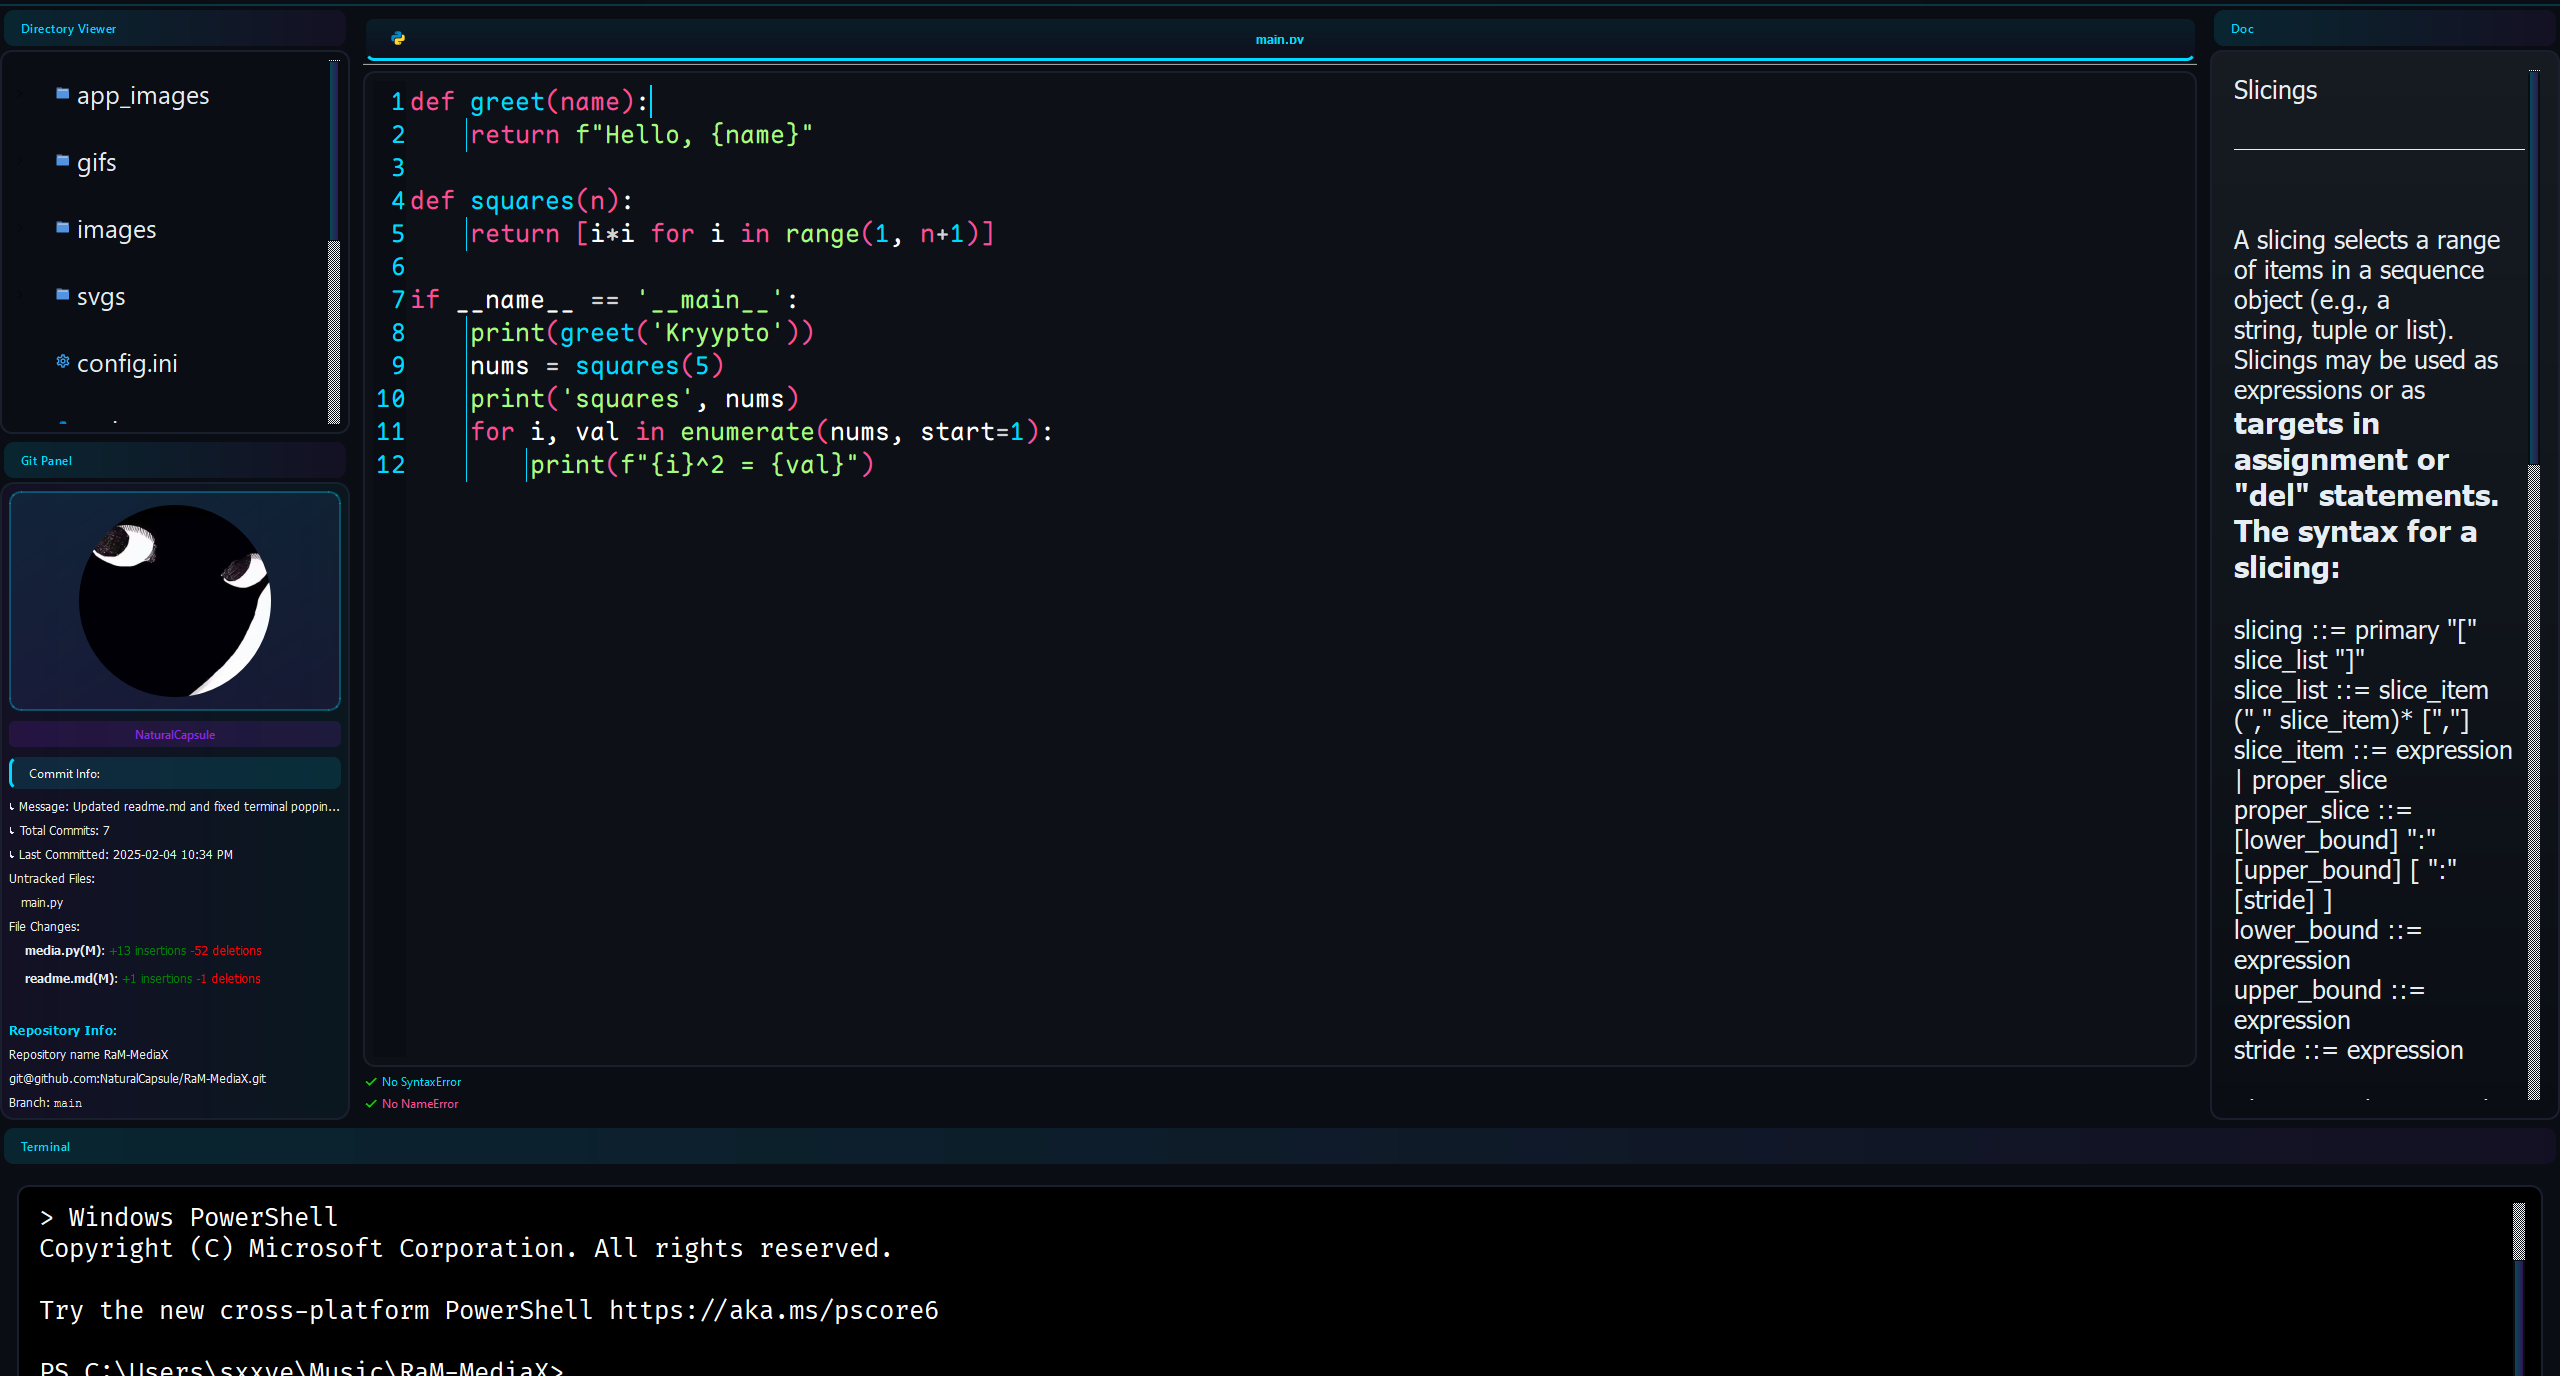 Directory Viewer
app_images
gifs
images
svgs
config.ini
Git Panel
NaturalCapsule
Commit Info:
↳ Message: Updated readme.md and fixed terminal poppin...
↳ Total Commits: 7
↳ Last Committed: 2025-02-04 10:34 PM
Untracked Files:
main.py
File Changes:
media.py(M): +13 insertions -52 deletions
readme.md(M): +1 insertions -1 deletions
Repository Info:
Repository name RaM-MediaX
git@github.com:NaturalCapsule/RaM-MediaX.git
Branch: main
main.py
1 def greet(name):
2     return f"Hello, {name}"
3
4 def squares(n):
5     return [i*i for i in range(1, n+1)]
6
7 if __name__ == '__main__':
8     print(greet('Kryypto'))
9     nums = squares(5)
10     print('squares', nums)
11     for i, val in enumerate(nums, start=1):
12         print(f"{i}^2 = {val}")
No SyntaxError
No NameError
Doc
Slicings
A slicing selects a range
of items in a sequence
object (e.g., a
string, tuple or list).
Slicings may be used as
expressions or as
targets in
assignment or
"del" statements.
The syntax for a
slicing:
slicing ::= primary "["
slice_list "]"
slice_list ::= slice_item
("," slice_item)* [","]
slice_item ::= expression
| proper_slice
proper_slice ::=
[lower_bound] ":"
[upper_bound] [ ":"
[stride] ]
lower_bound ::=
expression
upper_bound ::=
expression
stride ::= expression
Terminal
> Windows PowerShell
Copyright (C) Microsoft Corporation. All rights reserved.
Try the new cross-platform PowerShell https://aka.ms/pscore6
PS C:\Users\sxxve\Music\RaM-MediaX>